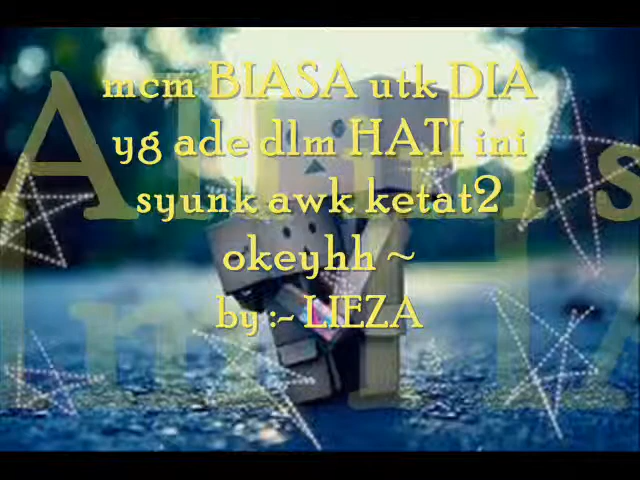 mcm BIASA utk DIA
yg ade dlm HATI ini
syunk awk ketat2
okeyhh ~
by :- LIEZA